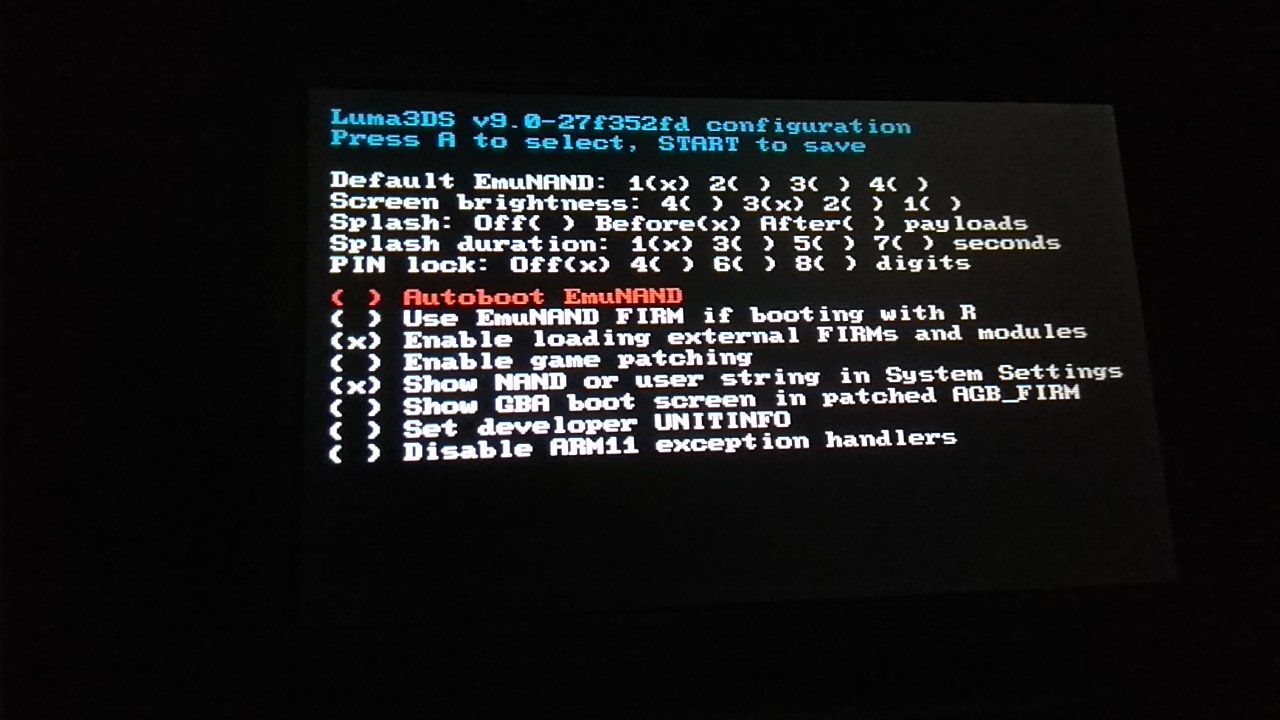 Luma3DS v9.0-27f352fd configuration
Press A to select, START to save
Default EmuNAND: 1(x) 2( ) 3( ) 4( )
Screen brightness: 4( ) 3(x) 2( ) 1( )
Splash: Off( ) Before(x) After( ) payloads
Splash duration: 1(x) 3( ) 5( ) 7( ) seconds
PIN lock: Off(x) 4( ) 6( ) 8( ) digits
( ) Autoboot EmuNAND
( ) Use EmuNAND FIRM if booting with R
(x) Enable loading external FIRMs and modules
( ) Enable game patching
(x) Show NAND or user string in System Settings
( ) Show GBA boot screen in patched AGB_FIRM
( ) Set developer UNITINFO
( ) Disable ARM11 exception handlers